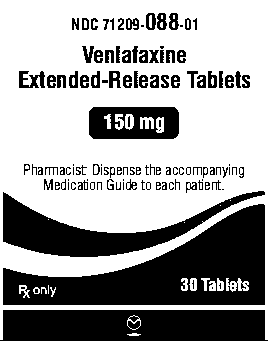 NDC 71209-088-01
Venlafaxine
Extended-Release Tablets
150 mg
Pharmacist: Dispense the accompanying
Medication Guide to each patient.
℞ only
30 Tablets